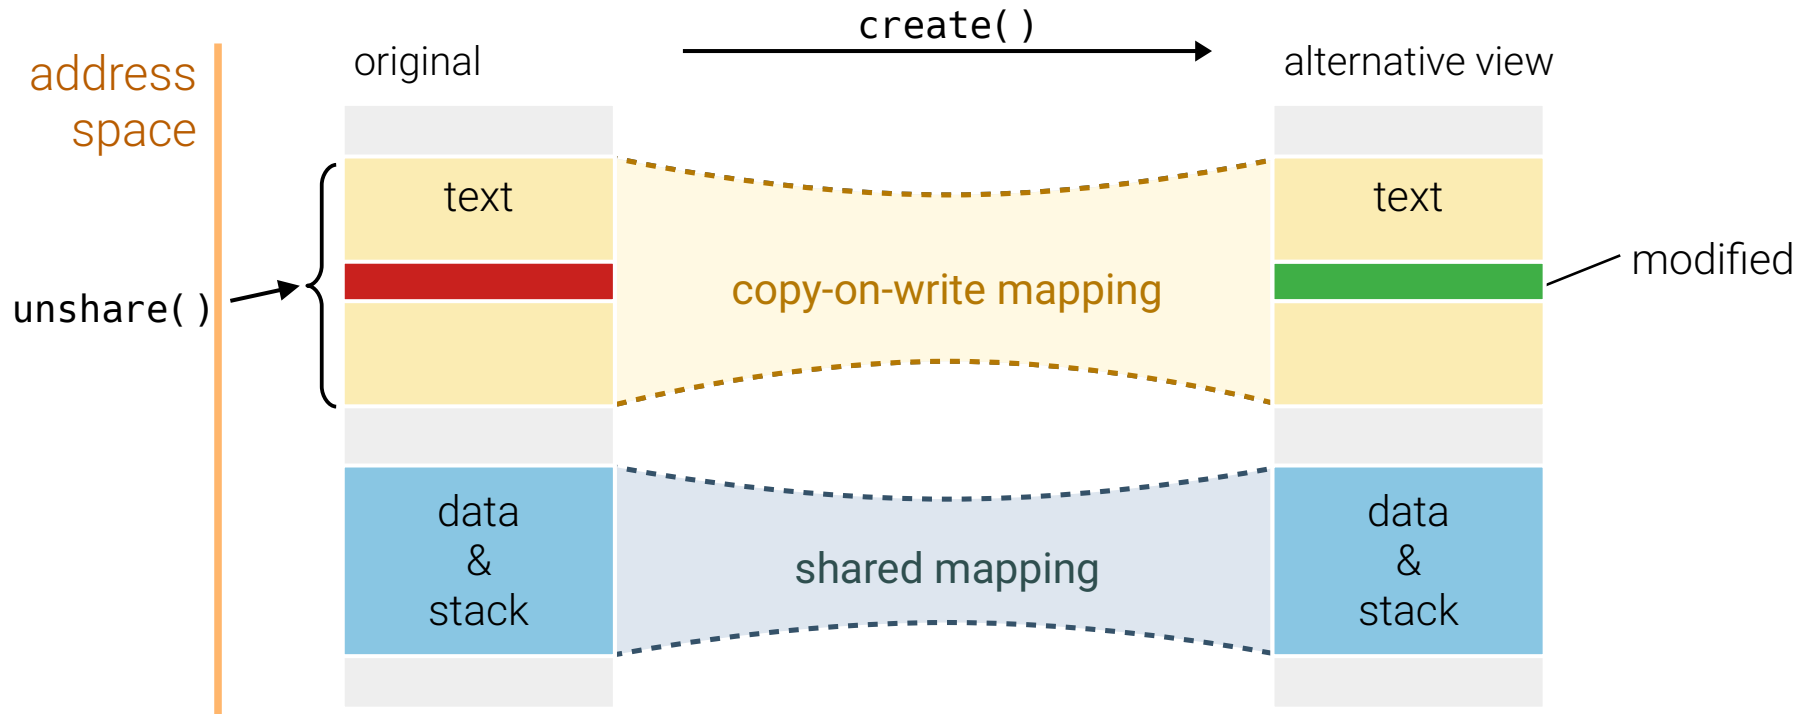 create()
address
space
original
alternative view
text
text
copy-on-write mapping
modified
unshare()
data
&
stack
shared mapping
data
&
stack